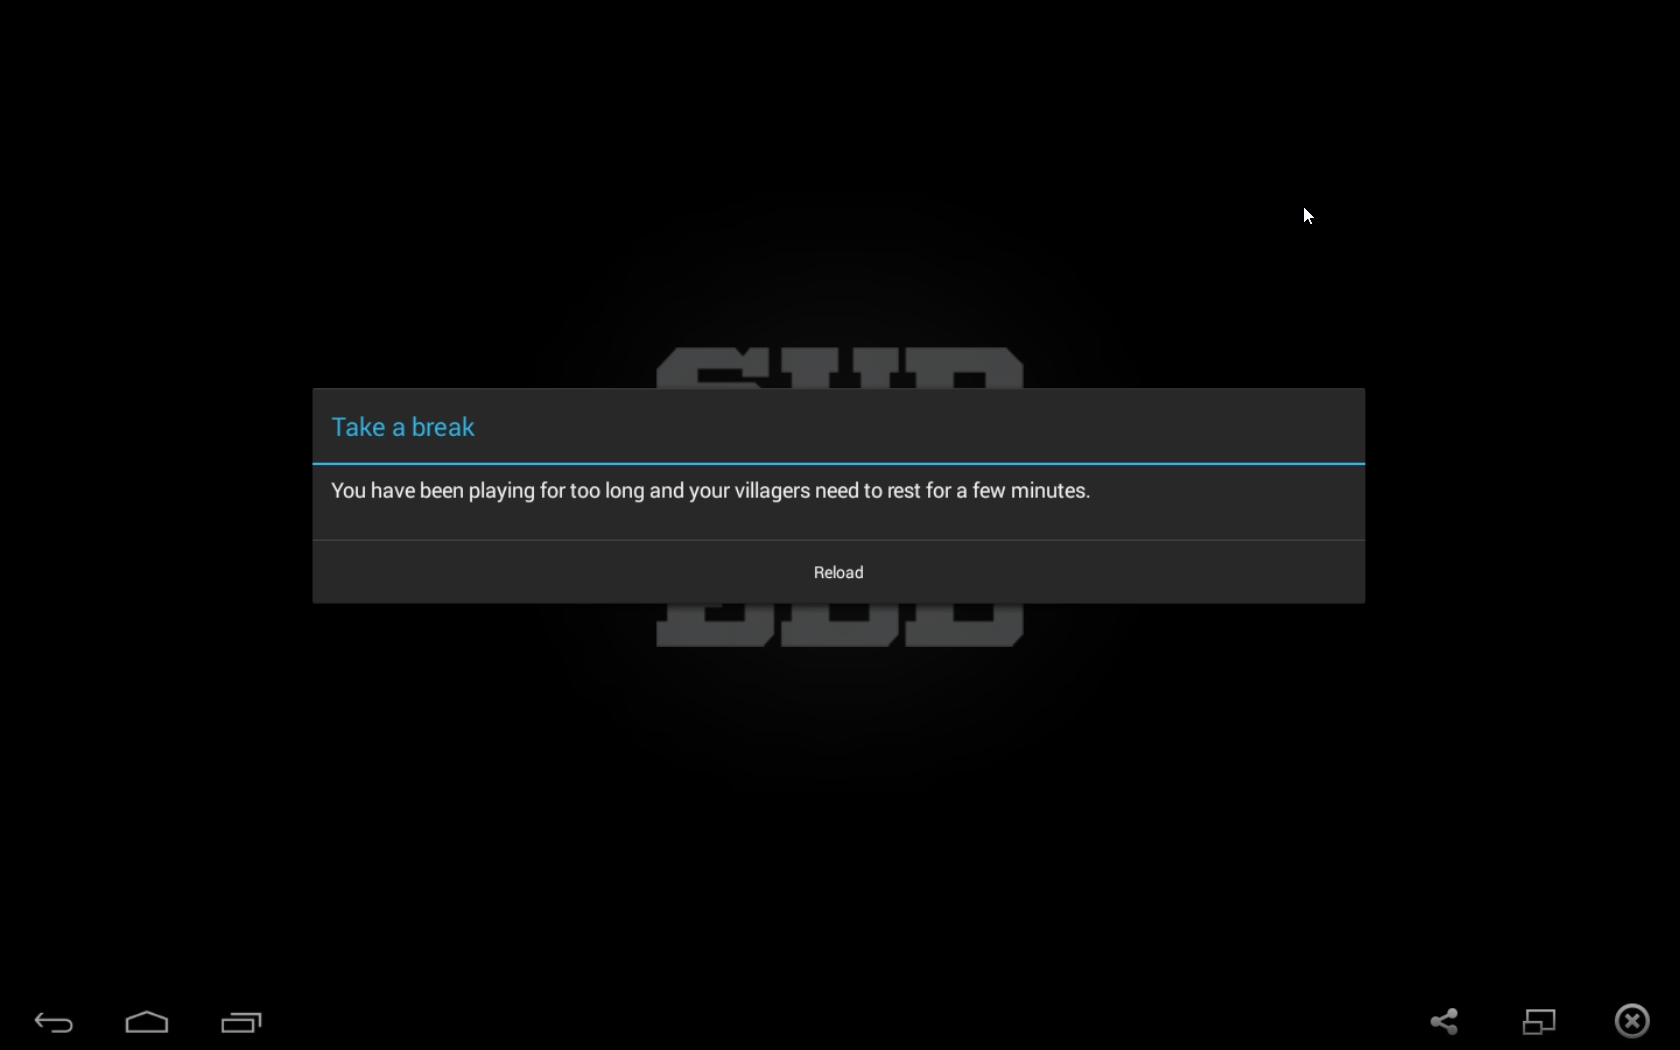 Take a break
You have been playing for too long and your villagers need to rest for a few minutes.
Reload